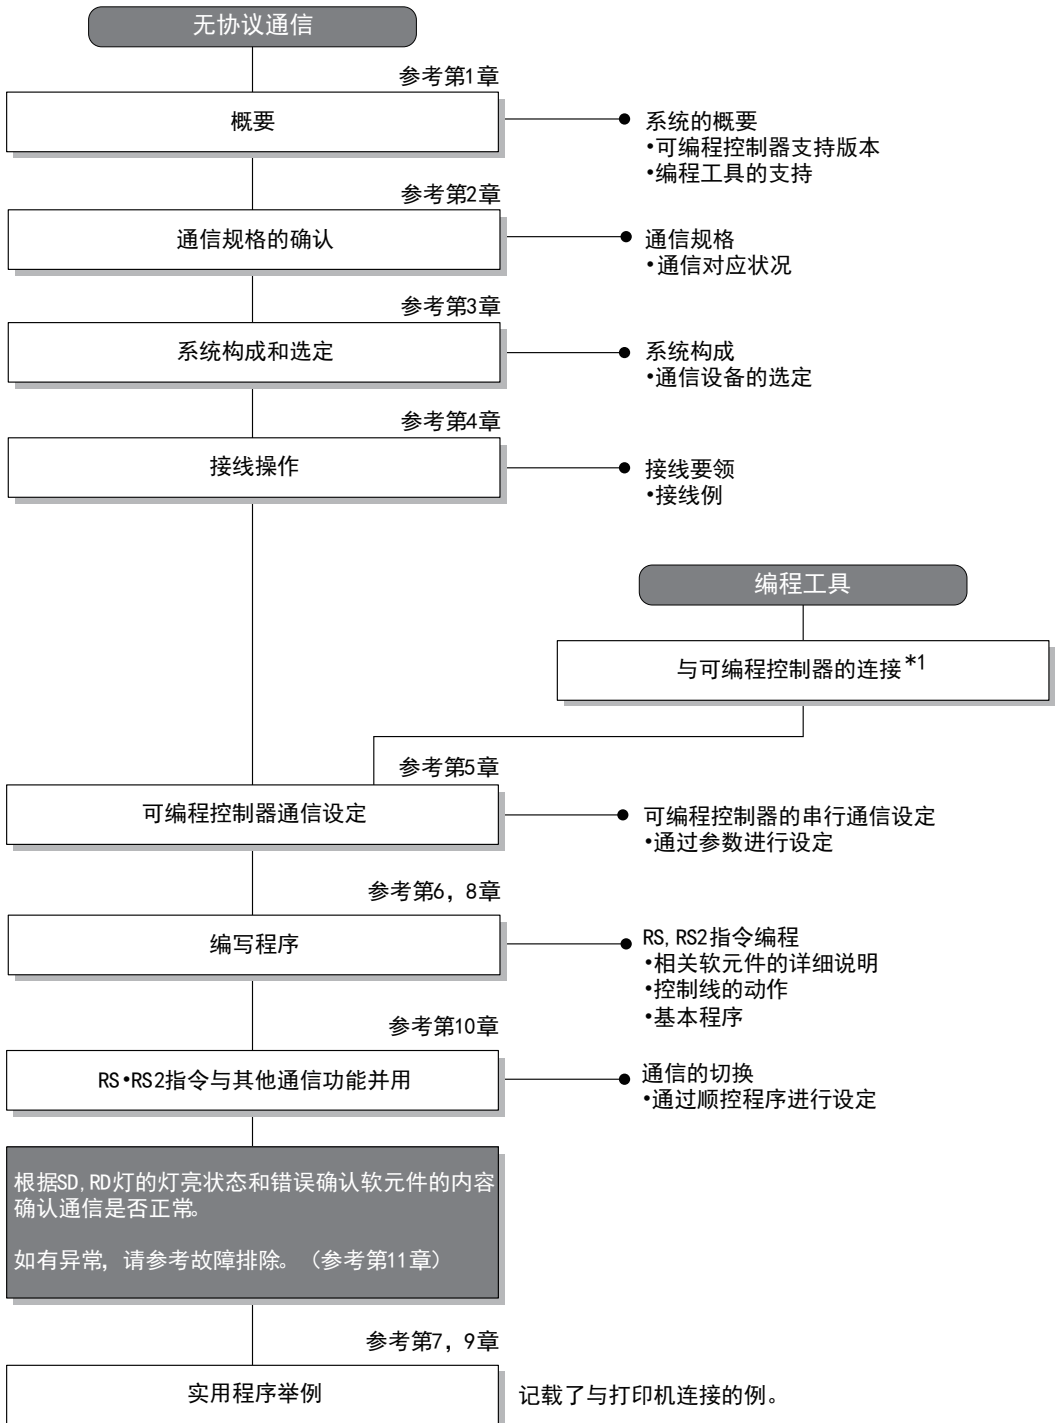 无协议通信
参考第1章
概要
系统的概要
•可编程控制器支持版本
•编程工具的支持
参考第2章
通信规格的确认
通信规格
•通信对应状况
参考第3章
系统构成和选定
系统构成
•通信设备的选定
参考第4章
接线操作
接线要领
•接线例
编程工具
与可编程控制器的连接*1
参考第5章
可编程控制器通信设定
可编程控制器的串行通信设定
•通过参数进行设定
参考第6, 8章
编写程序
RS, RS2指令编程
•相关软元件的详细说明
•控制线的动作
•基本程序
参考第10章
RS•RS2指令与其他通信功能并用
通信的切换
•通过顺控程序进行设定
根据SD, RD灯的灯亮状态和错误确认软元件的内容
确认通信是否正常。
如有异常, 请参考故障排除。（参考第11章）
参考第7, 9章
实用程序举例
记载了与打印机连接的例。